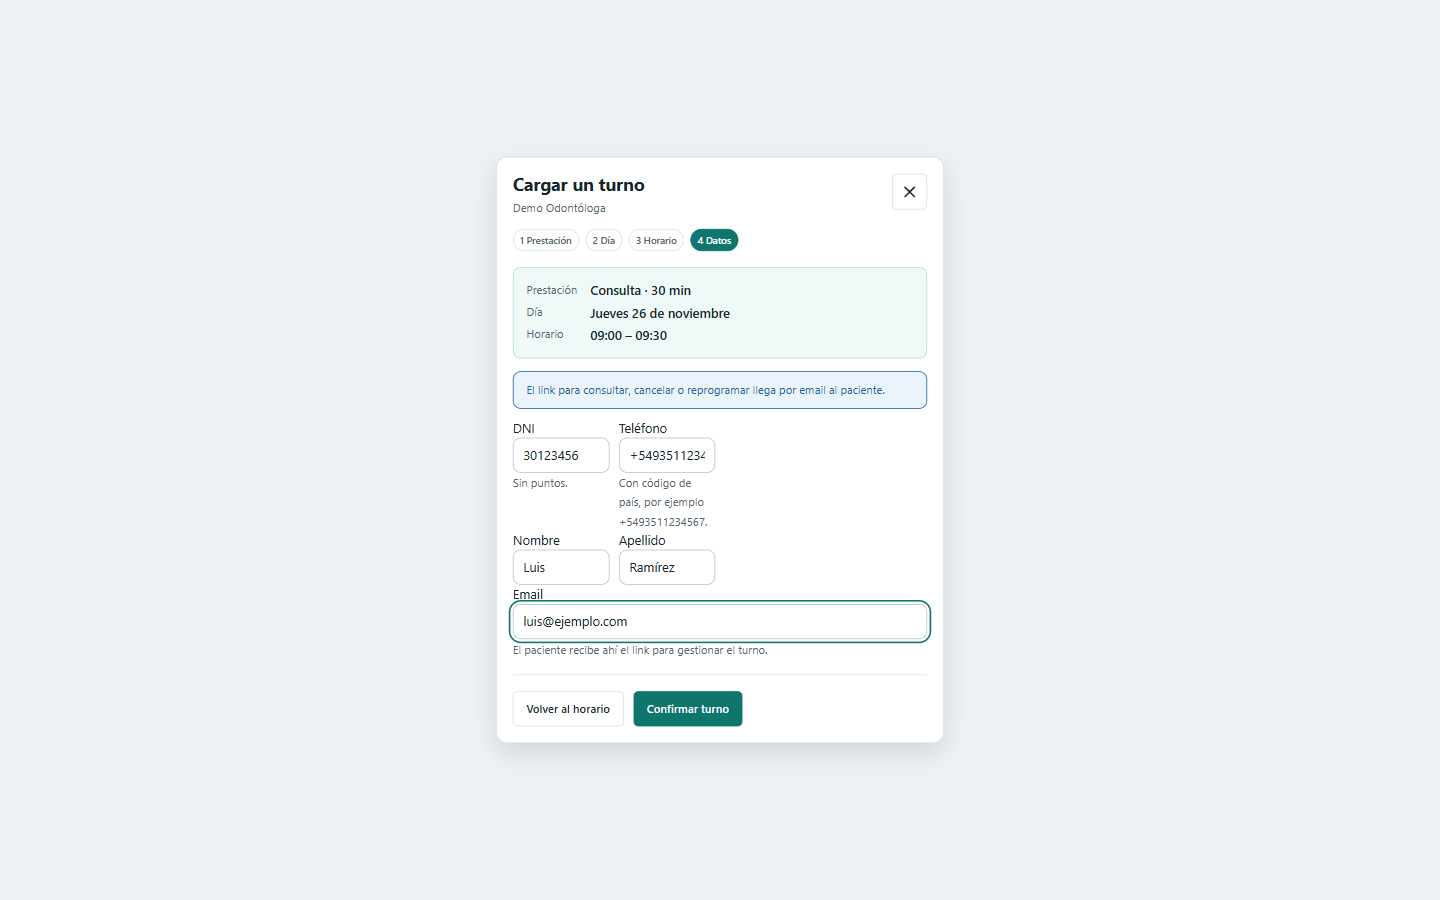 Cargar un turno
Demo Odontóloga
1 Prestación 2 Día 3 Horario 4 Datos
Prestación Consulta · 30 min
Día Jueves 26 de noviembre
Horario 09:00 – 09:30
El link para consultar, cancelar o reprogramar llega por email al paciente.
DNI Teléfono
30123456 +5493511234
Sin puntos. Con código de
país, por ejemplo
+5493511234567.
Nombre Apellido
Luis Ramírez
Email
luis@ejemplo.com
El paciente recibe ahí el link para gestionar el turno.
Volver al horario Confirmar turno